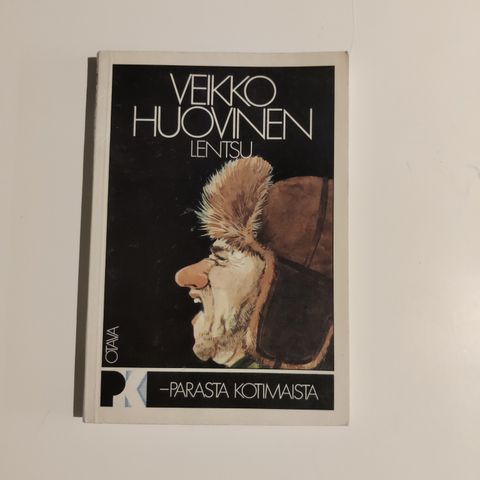 VEIKKO
HUOVINEN
LENTSU
OTAVA
PK
–PARASTA KOTIMAISTA